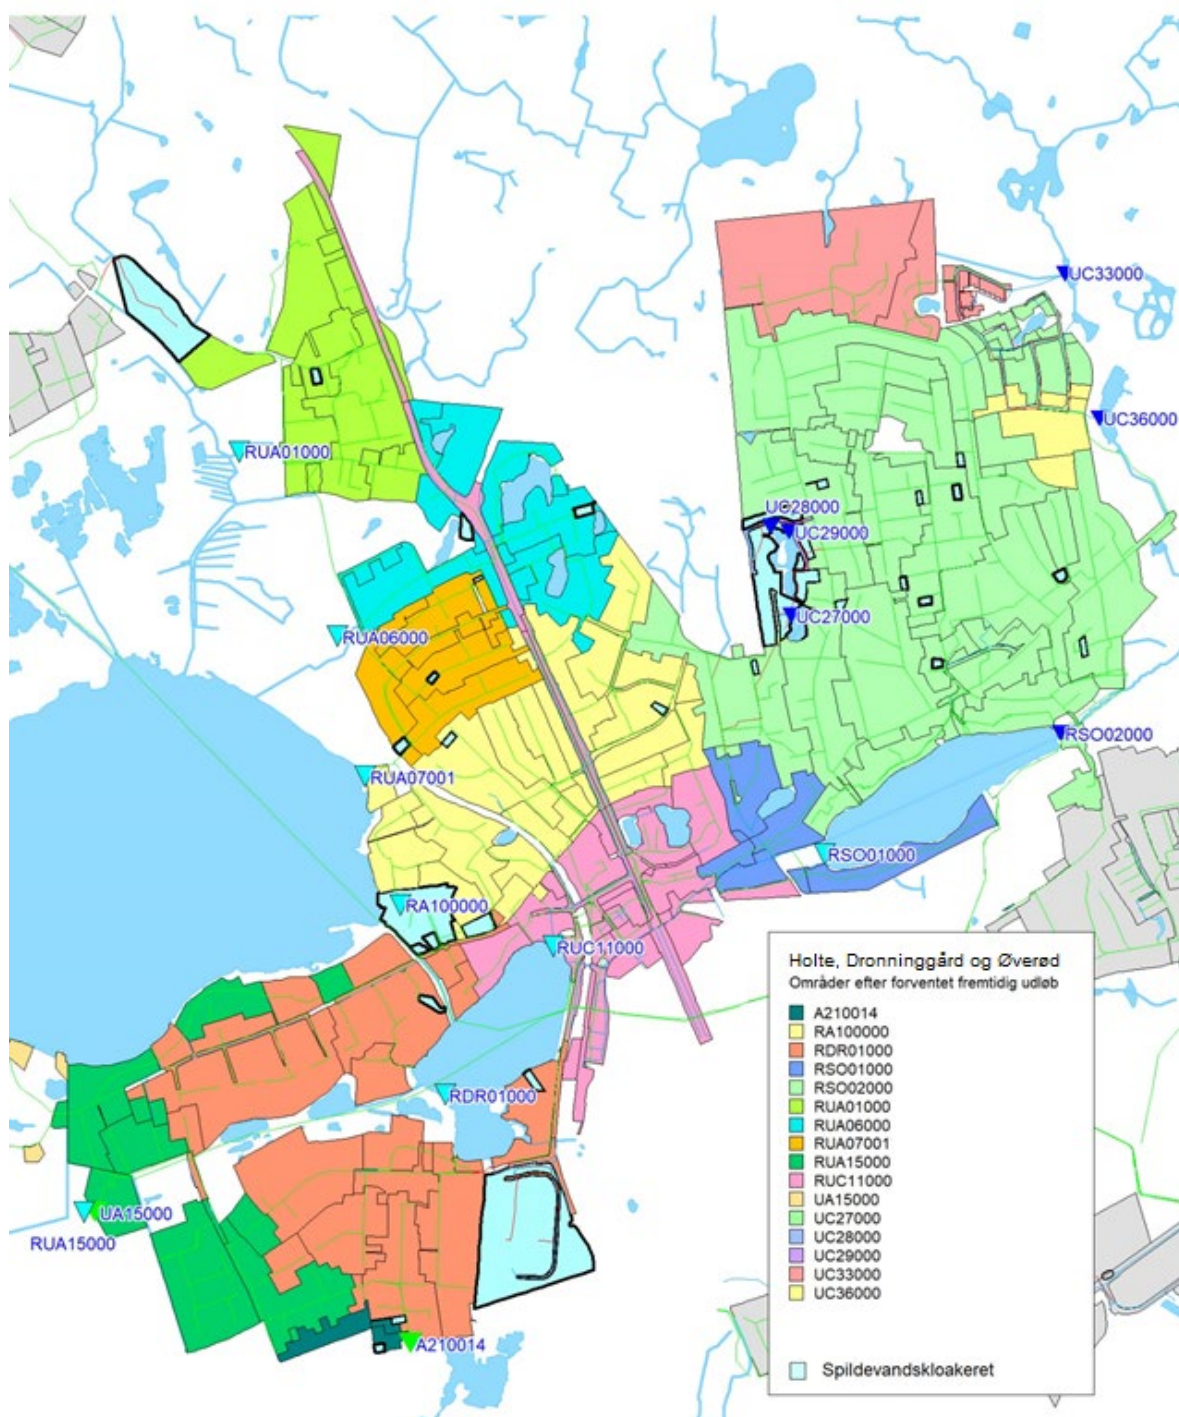 UC33000
UC36000
RUA01000
UC28000
UC29000
UC27000
RUA06000
RSO02000
RUA07001
RSO01000
RA100000
RUC11000
RDR01000
UA15000
RUA15000
A210014
Holte, Dronninggård og Øverød
Områder efter forventet fremtidig udløb
A210014
RA100000
RDR01000
RSO01000
RSO02000
RUA01000
RUA06000
RUA07001
RUA15000
RUC11000
UA15000
UC27000
UC28000
UC29000
UC33000
UC36000
Spildevandskloakeret